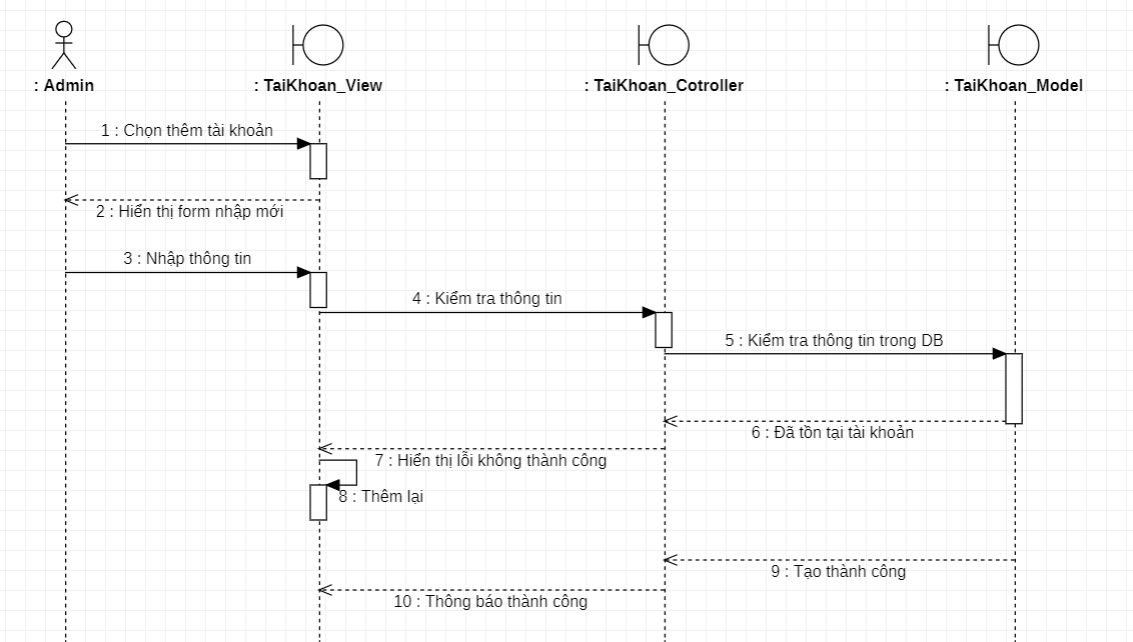 : Admin
: TaiKhoan_View
: TaiKhoan_Cotroller
: TaiKhoan_Model
1 : Chọn thêm tài khoản
2 : Hiển thị form nhập mới
3 : Nhập thông tin
4 : Kiểm tra thông tin
5 : Kiểm tra thông tin trong DB
6 : Đã tồn tại tài khoản
7 : Hiển thị lỗi không thành công
8 : Thêm lại
9 : Tạo thành công
10 : Thông báo thành công